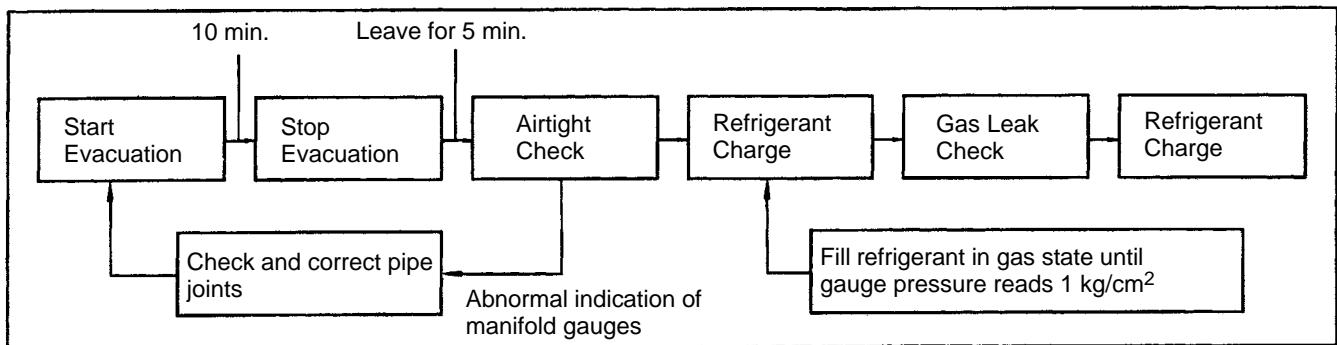 10 min.
Leave for 5 min.
Start
Evacuation
Stop
Evacuation
Airtight
Check
Refrigerant
Charge
Gas Leak
Check
Refrigerant
Charge
Check and correct pipe
joints
Abnormal indication of
manifold gauges
Fill refrigerant in gas state until
gauge pressure reads 1 kg/cm²